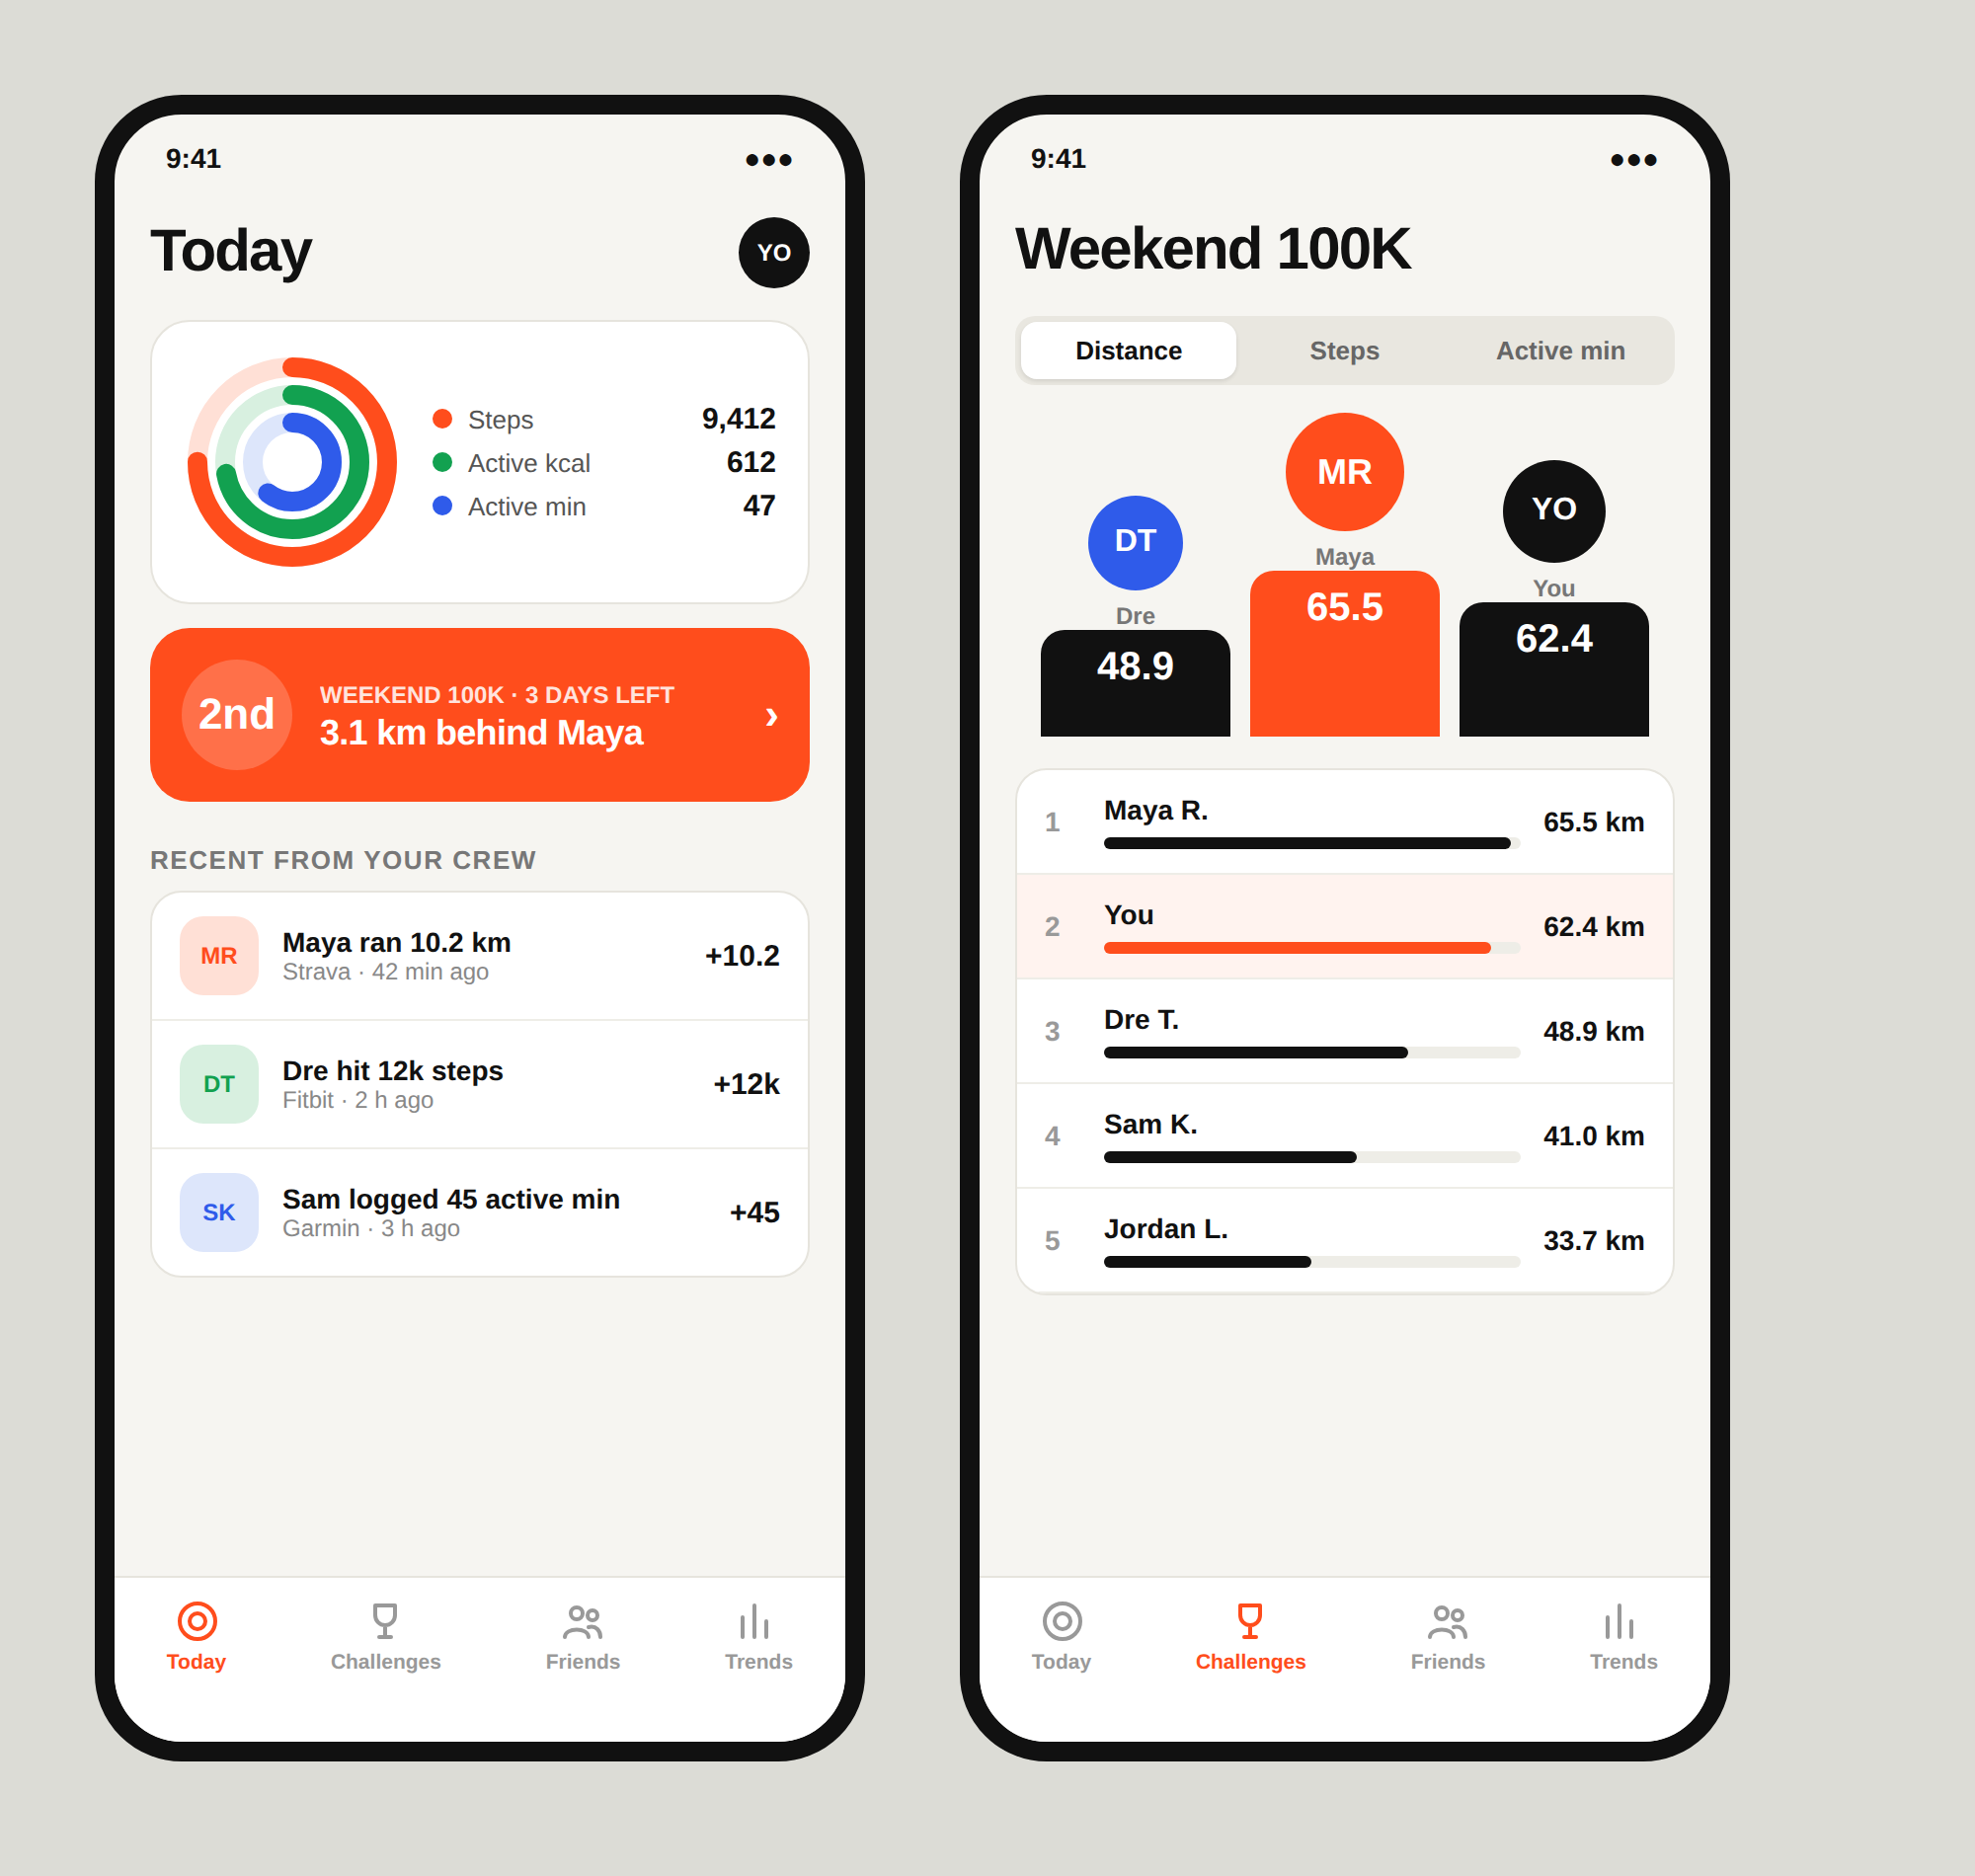 9:41
Today
YO
Steps 9,412
Active kcal 612
Active min 47
2nd
WEEKEND 100K · 3 DAYS LEFT
3.1 km behind Maya
›
RECENT FROM YOUR CREW
MR
Maya ran 10.2 km
Strava · 42 min ago
+10.2
DT
Dre hit 12k steps
Fitbit · 2 h ago
+12k
SK
Sam logged 45 active min
Garmin · 3 h ago
+45
Today Challenges Friends Trends
9:41
Weekend 100K
Distance Steps Active min
DT
Dre
48.9
MR
Maya
65.5
YO
You
62.4
1 Maya R. 65.5 km
2 You 62.4 km
3 Dre T. 48.9 km
4 Sam K. 41.0 km
5 Jordan L. 33.7 km
Today Challenges Friends Trends